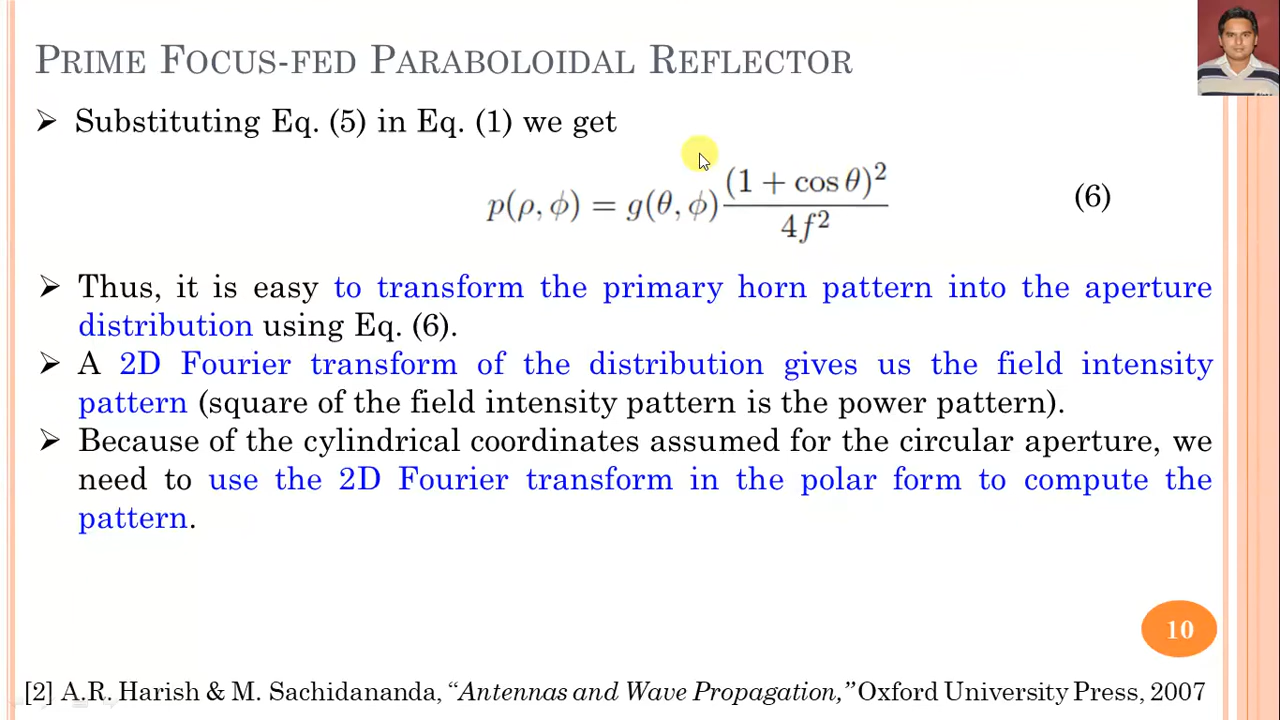 PRIME FOCUS-FED PARABOLOIDAL REFLECTOR
➤ Substituting Eq. (5) in Eq. (1) we get
p(ρ, ϕ) = g(θ, ϕ) (1 + cos θ)² / 4f² (6)
➤ Thus, it is easy to transform the primary horn pattern into the aperture
distribution using Eq. (6).
➤ A 2D Fourier transform of the distribution gives us the field intensity
pattern (square of the field intensity pattern is the power pattern).
➤ Because of the cylindrical coordinates assumed for the circular aperture, we
need to use the 2D Fourier transform in the polar form to compute the
pattern.
10
[2] A.R. Harish & M. Sachidananda, “Antennas and Wave Propagation,” Oxford University Press, 2007